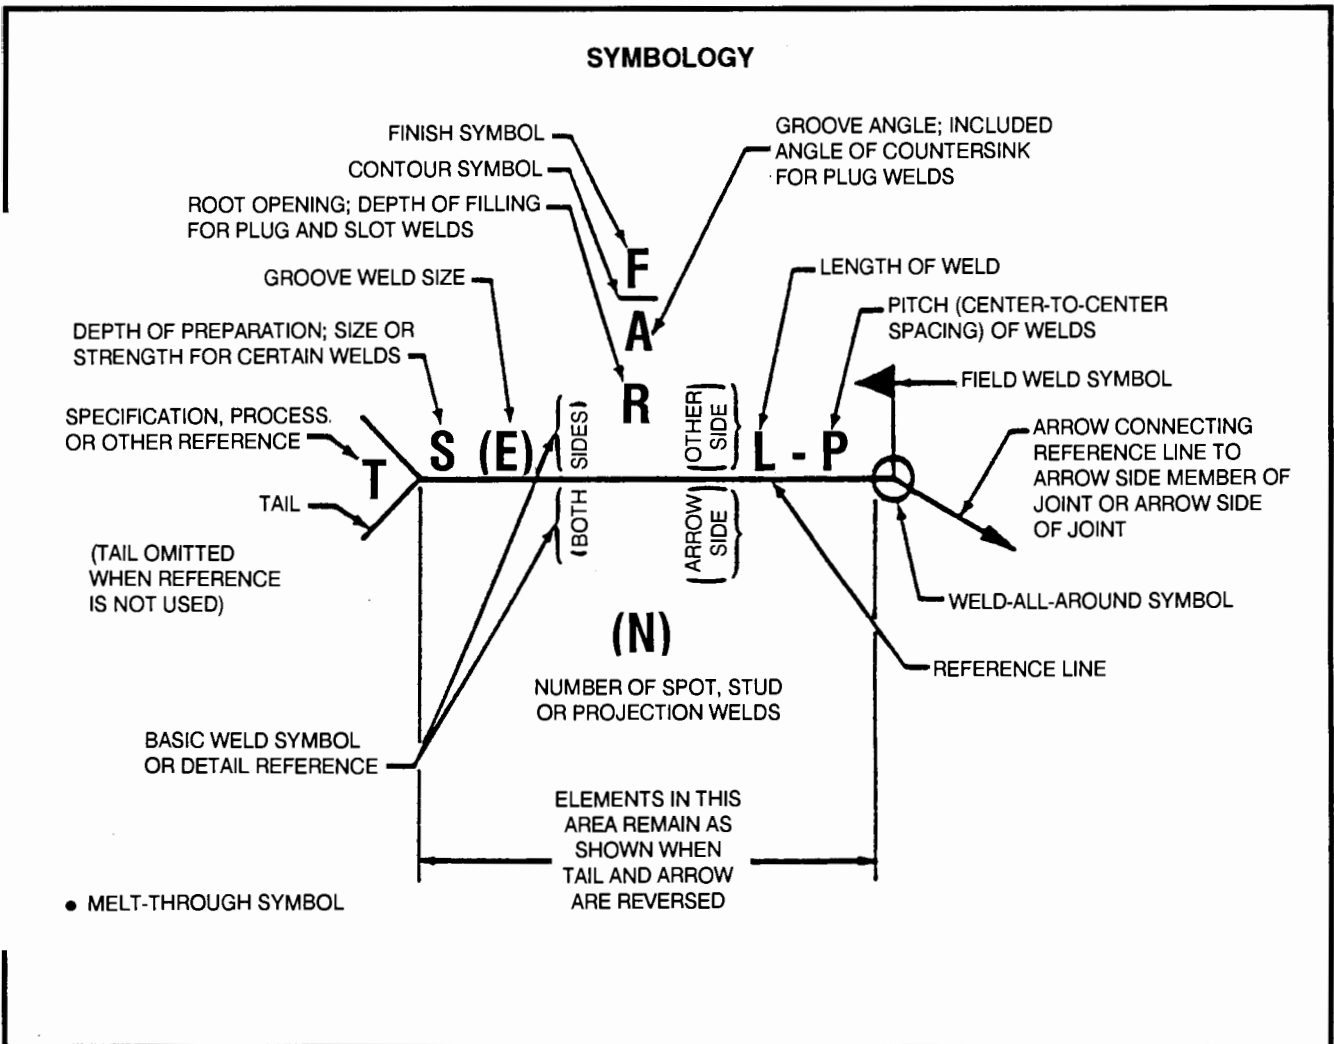 SYMBOLOGY
FINISH SYMBOL
CONTOUR SYMBOL
ROOT OPENING; DEPTH OF FILLING
FOR PLUG AND SLOT WELDS
GROOVE WELD SIZE
DEPTH OF PREPARATION; SIZE OR
STRENGTH FOR CERTAIN WELDS
SPECIFICATION, PROCESS.
OR OTHER REFERENCE
TAIL
(TAIL OMITTED
WHEN REFERENCE
IS NOT USED)
GROOVE ANGLE; INCLUDED
ANGLE OF COUNTERSINK
FOR PLUG WELDS
LENGTH OF WELD
PITCH (CENTER-TO-CENTER
SPACING) OF WELDS
FIELD WELD SYMBOL
ARROW CONNECTING
REFERENCE LINE TO
ARROW SIDE MEMBER OF
JOINT OR ARROW SIDE
OF JOINT
WELD-ALL-AROUND SYMBOL
REFERENCE LINE
F
A
R
T
S (E)
(BOTH SIDES)
(OTHER
SIDE)
(ARROW
SIDE)
L - P
(N)
NUMBER OF SPOT, STUD
OR PROJECTION WELDS
BASIC WELD SYMBOL
OR DETAIL REFERENCE
ELEMENTS IN THIS
AREA REMAIN AS
SHOWN WHEN
TAIL AND ARROW
ARE REVERSED
● MELT-THROUGH SYMBOL